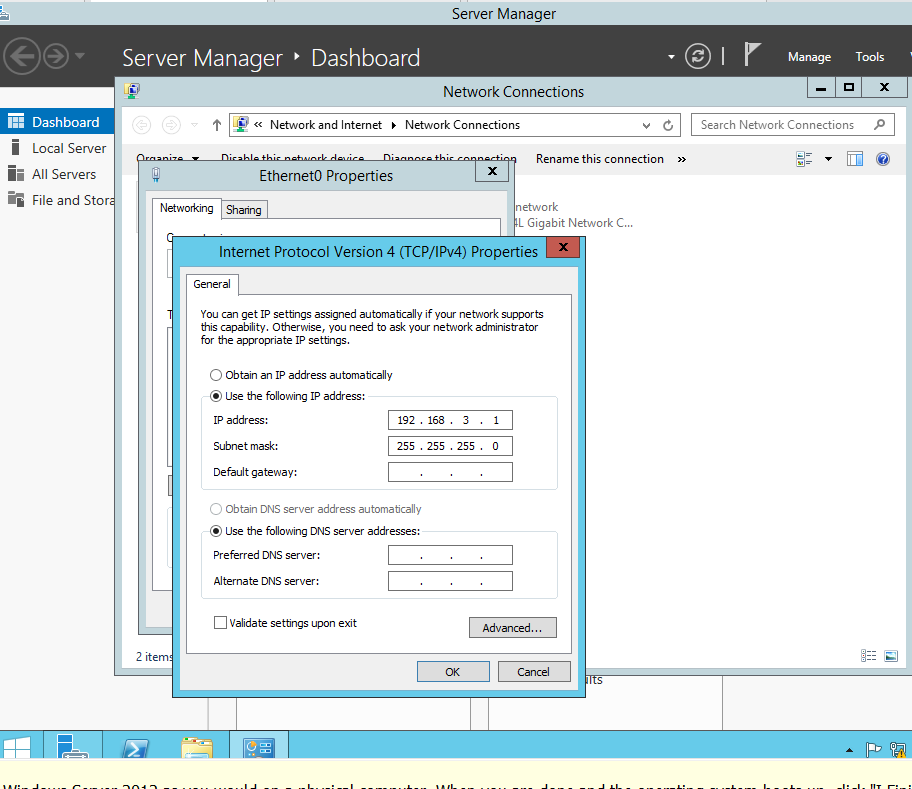 Server Manager
Server Manager ‣ Dashboard
Manage Tools
Network Connections
« Network and Internet ▸ Network Connections
Search Network Connections
Dashboard
Local Server
All Servers
File and Stora
Organize Disable this network device Diagnose this connection Rename this connection »
Ethernet0 Properties
Networking Sharing
network
4L Gigabit Network C...
Internet Protocol Version 4 (TCP/IPv4) Properties
General
You can get IP settings assigned automatically if your network supports
this capability. Otherwise, you need to ask your network administrator
for the appropriate IP settings.
Obtain an IP address automatically
Use the following IP address:
IP address: 192 . 168 . 3 . 1
Subnet mask: 255 . 255 . 255 . 0
Default gateway: . . .
Obtain DNS server address automatically
Use the following DNS server addresses:
Preferred DNS server: . . .
Alternate DNS server: . . .
Validate settings upon exit
Advanced...
OK Cancel
2 items
ults
Windows Server 2012 as you would on a physical computer. When you are done and the operating system boots up, click "I Fini